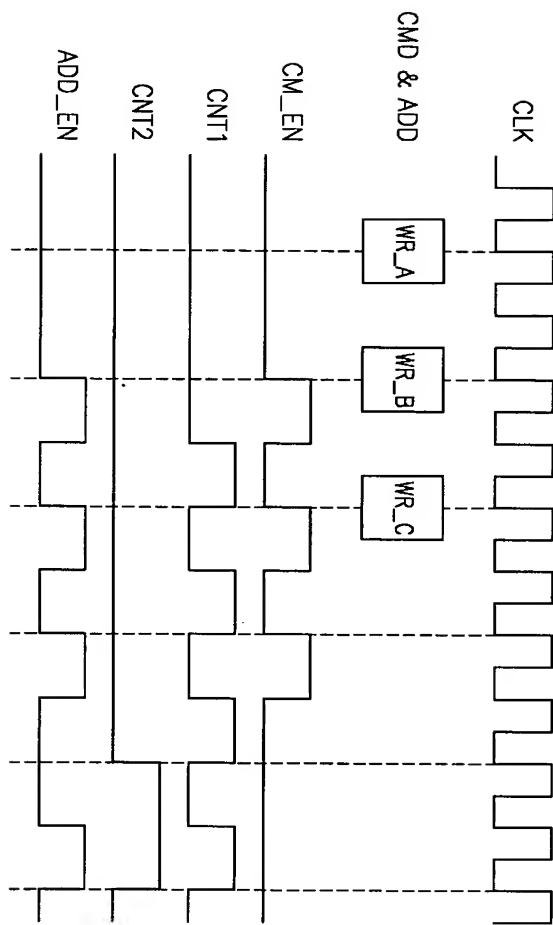 CLK
CMD & ADD
WR_A
WR_B
WR_C
CM_EN
CNT1
CNT2
ADD_EN